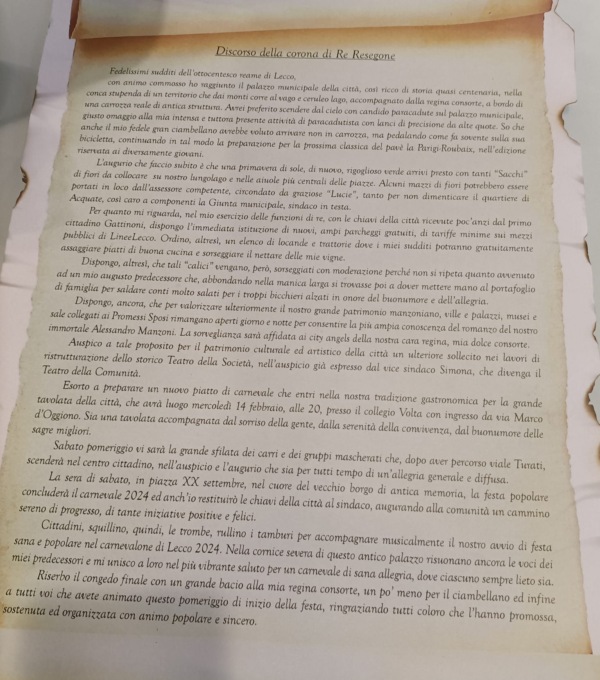 Discorso della corona di Re Resegone
Fedelissimi sudditi dell'ottocentesco reame di Lecco,
con animo commosso ho raggiunto il palazzo municipale della città, così ricco di storia quasi centenaria, nella
conca stupenda di un territorio che dai monti corre al vago e ceruleo lago, accompagnato dalla regina consorte, a bordo di
una carrozza reale di antica struttura. Avrei preferito scendere dal cielo con candido paracadute sul palazzo municipale,
giusto omaggio alla mia intensa e tuttora presente attività di paracadutista con lanci di precisione da alte quote. So che
anche il mio fedele gran ciambellano avrebbe voluto arrivare non in carrozza, ma pedalando come fa sovente sulla sua
bicicletta, continuando in tal modo la preparazione per la prossima classica del pavè la Parig-Roubaix, nell'edizione
riservata ai diversamente giovani.
L'augurio che faccio subito è che una primavera di sole, di nuovo, rigoglioso verde arrivi presto con tanti "Sacchi"
di fiori da collocare su nostro lungolago e nelle aiuole più centrali delle piazze. Alcuni mazzi di fiori potrebbero essere
portati in loco dall'assessore competente, circondato da graziose "Lucie", tanto per non dimenticare il quartiere di
Acquate, così caro a componenti la Giunta municipale, sindaco in testa.
Per quanto mi riguarda, nel mio esercizio delle funzioni di re, con le chiavi della città ricevute poc'anzi dal primo
cittadino Gattinoni, dispongo l'immediata istituzione di nuovi, ampi parcheggi gratuiti, di tariffe minime sui mezzi
pubblici di LineeLecco. Ordino, altresì, un elenco di locande e trattorie dove i miei sudditi potranno gratuitamente
assaggiare piatti di buona cucina e sorseggiare il nettare delle mie vigne.
Dispongo, altresì, che tali "calici" vengano, però, sorseggiati con moderazione perché non si ripeta quanto avvenuto
ad un mio augusto predecessore che, abbondando nella manica larga si trovasse poi a dover mettere mano al portafoglio
di famiglia per saldare conti molto salati per i troppi bicchieri alzati in onore del buonumore e dell'allegria.
Dispongo, ancora, che per valorizzare ulteriormente il nostro grande patrimonio manzoniano, ville e palazzi, musei e
sale collegati ai Promessi Sposi rimangano aperti giorno e notte per consentire la più ampia conoscenza del romanzo del nostro
immortale Alessandro Manzoni. La sorveglianza sarà affidata ai city angels della nostra cara regina, mia dolce consorte.
Auspico a tale proposito per il patrimonio culturale ed artistico della città un ulteriore sollecito nei lavori di
ristrutturazione dello storico Teatro della Società, nell'auspicio già espresso dal vice sindaco Simona, che divenga il
Teatro della Comunità.
Esorto a preparare un nuovo piatto di carnevale che entri nella nostra tradizione gastronomica per la grande
tavolata della città, che avrà luogo mercoledì 14 febbraio, alle 20, presso il collegio Volta con ingresso da via Marco
d'Oggiono. Sia una tavolata accompagnata dal sorriso della gente, dalla serenità della convivenza, dal buonumore delle
sagre migliori.
Sabato pomeriggio vi sarà la grande sfilata dei carri e dei gruppi mascherati che, dopo aver percorso viale Turati,
scenderà nel centro cittadino, nell'auspicio e l'augurio che sia per tutti tempo di un'allegria generale e diffusa.
La sera di sabato, in piazza XX settembre, nel cuore del vecchio borgo di antica memoria, la festa popolare
concluderà il carnevale 2024 ed anch'io restituirò le chiavi della città al sindaco, augurando alla comunità un cammino
sereno di progresso, di tante iniziative positive e felici.
Cittadini, squillino, quindi, le trombe, rullino i tamburi per accompagnare musicalmente il nostro avvio di festa
sana e popolare nel carnevalone di Lecco 2024. Nella cornice severa di questo antico palazzo risuonano ancora le voci dei
miei predecessori e mi unisco a loro nel più vibrante saluto per un carnevale di sana allegria, dove ciascuno sempre lieto sia.
Riserbo il congedo finale con un grande bacio alla mia regina consorte, un po' meno per il ciambellano ed infine
a tutti voi che avete animato questo pomeriggio di inizio della festa, ringraziando tutti coloro che l'hanno promossa,
sostenuta ed organizzata con animo popolare e sincero.